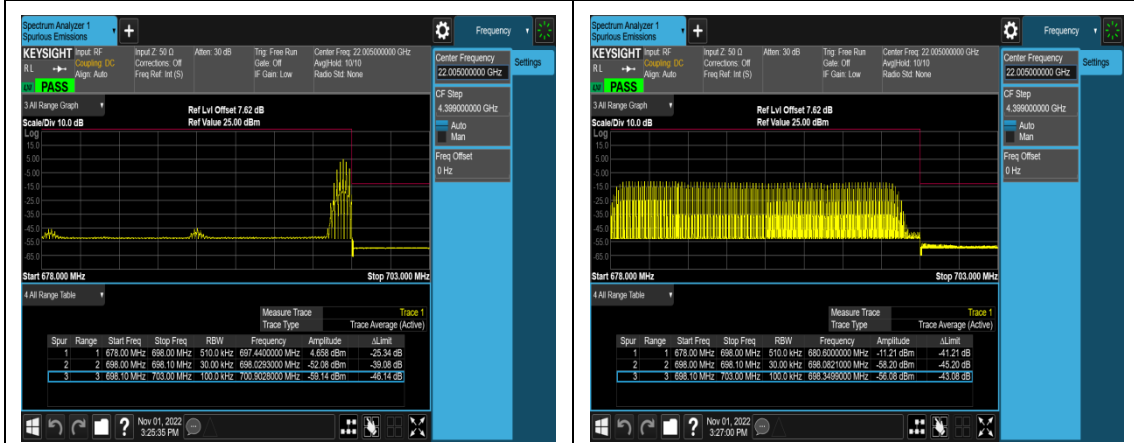 Spectrum Analyzer 1
Spurious Emissions
Frequency
KEYSIGHT
Input: RF
Input Z: 50 Ω
Atten: 30 dB
Trig: Free Run
Center Freq: 22.005000000 GHz
RL
Coupling: DC
Corrections: Off
Gate: Off
Avg|Hold: 10/10
Align: Auto
Freq Ref: Int (S)
IF Gain: Low
Radio Std: None
PASS
Center Frequency
22.005000000 GHz
Settings
CF Step
4.399000000 GHz
Auto
Man
Freq Offset
0 Hz
3 All Range Graph
Ref Lvl Offset 7.62 dB
Scale/Div 10.0 dB
Ref Value 25.00 dBm
Log
15.0
5.00
-5.00
-15.0
-25.0
-35.0
-45.0
-55.0
-65.0
Start 678.000 MHz
Stop 703.000 MHz
4 All Range Table
Measure Trace Trace 1
Trace Type Trace Average (Active)
Spur Range Start Freq Stop Freq RBW Frequency Amplitude ΔLimit
1 1 678.00 MHz 698.00 MHz 510.0 kHz 697.4400000 MHz 4.658 dBm -25.34 dB
2 2 698.00 MHz 698.10 MHz 30.00 kHz 698.0293000 MHz -52.08 dBm -39.08 dB
3 3 698.10 MHz 703.00 MHz 100.0 kHz 700.9028000 MHz -59.14 dBm -46.14 dB
Nov 01, 2022
3:25:35 PM
Spectrum Analyzer 1
Spurious Emissions
Frequency
KEYSIGHT
Input: RF
Input Z: 50 Ω
Atten: 30 dB
Trig: Free Run
Center Freq: 22.005000000 GHz
RL
Coupling: DC
Corrections: Off
Gate: Off
Avg|Hold: 10/10
Align: Auto
Freq Ref: Int (S)
IF Gain: Low
Radio Std: None
PASS
Center Frequency
22.005000000 GHz
Settings
CF Step
4.399000000 GHz
Auto
Man
Freq Offset
0 Hz
3 All Range Graph
Ref Lvl Offset 7.62 dB
Scale/Div 10.0 dB
Ref Value 25.00 dBm
Log
15.0
5.00
-5.00
-15.0
-25.0
-35.0
-45.0
-55.0
-65.0
Start 678.000 MHz
Stop 703.000 MHz
4 All Range Table
Measure Trace Trace 1
Trace Type Trace Average (Active)
Spur Range Start Freq Stop Freq RBW Frequency Amplitude ΔLimit
1 1 678.00 MHz 698.00 MHz 510.0 kHz 680.6000000 MHz -11.21 dBm -41.21 dB
2 2 698.00 MHz 698.10 MHz 30.00 kHz 698.0821000 MHz -58.20 dBm -45.20 dB
3 3 698.10 MHz 703.00 MHz 100.0 kHz 698.3499000 MHz -56.08 dBm -43.08 dB
Nov 01, 2022
3:27:00 PM